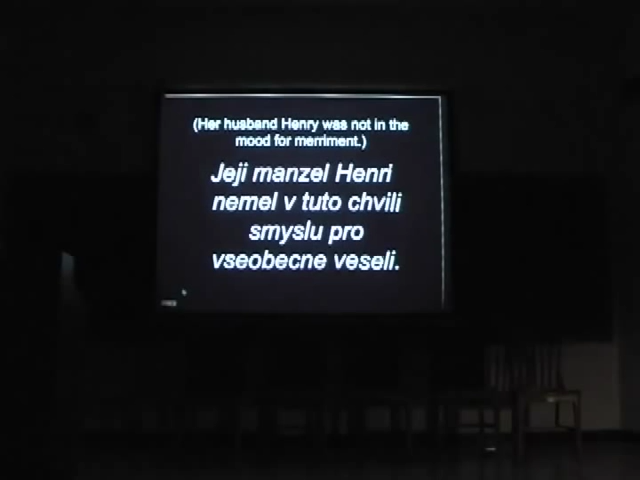 (Her husband Henry was not in the
mood for merriment.)
Jeji manzel Henri
nemel v tuto chvili
smyslu pro
vseobecne veseli.